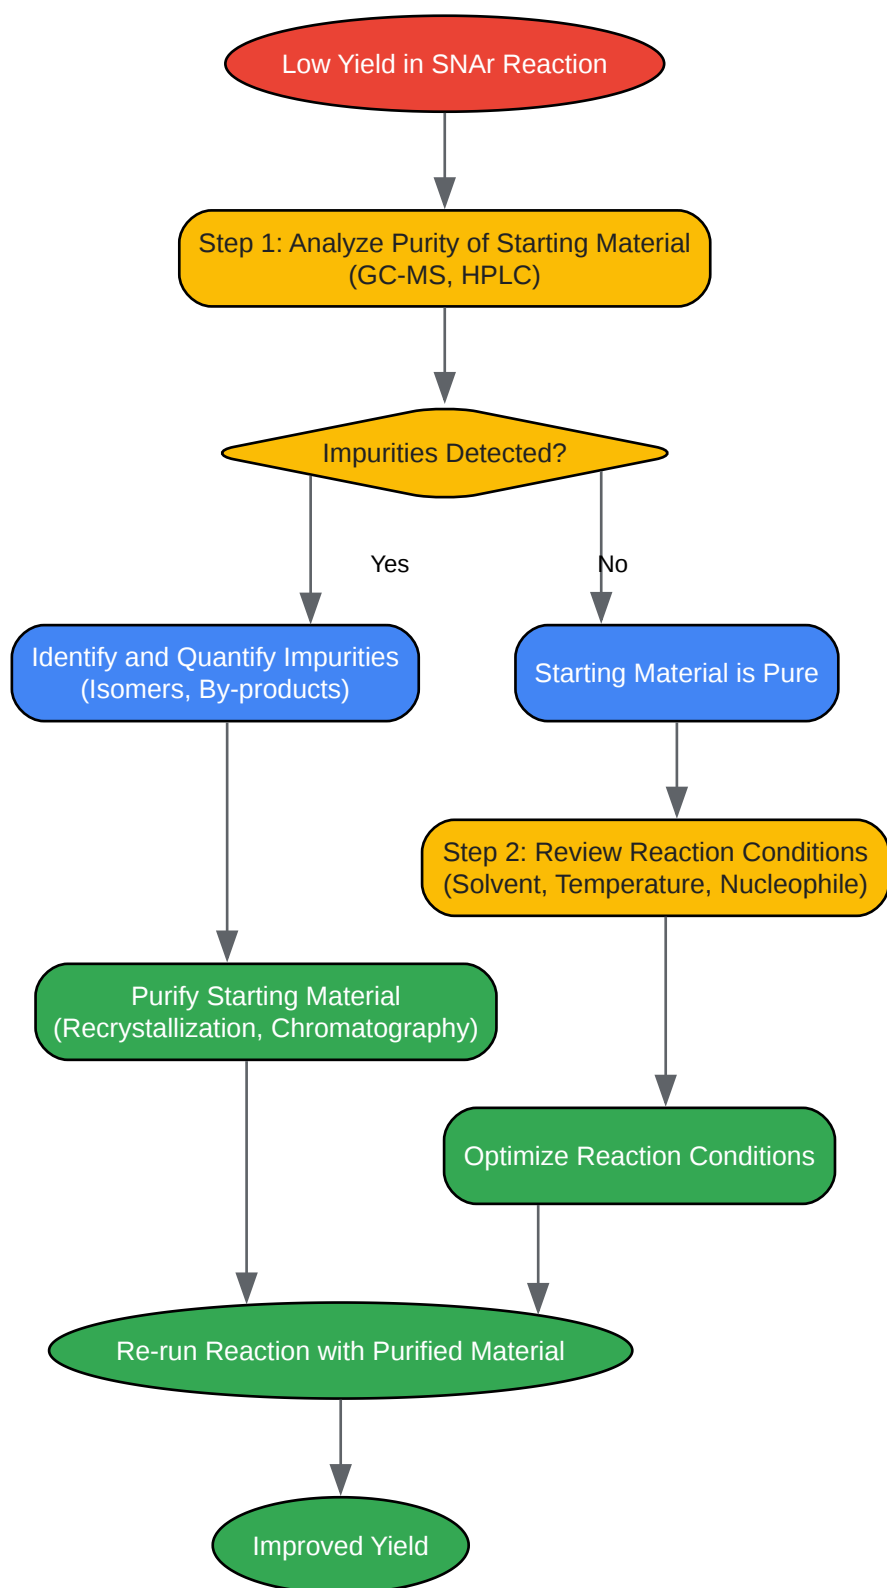 Low Yield in SNAr Reaction
Step 1: Analyze Purity of Starting Material
(GC-MS, HPLC)
Impurities Detected?
Yes
No
Identify and Quantify Impurities
(Isomers, By-products)
Starting Material is Pure
Step 2: Review Reaction Conditions
(Solvent, Temperature, Nucleophile)
Purify Starting Material
(Recrystallization, Chromatography)
Optimize Reaction Conditions
Re-run Reaction with Purified Material
Improved Yield